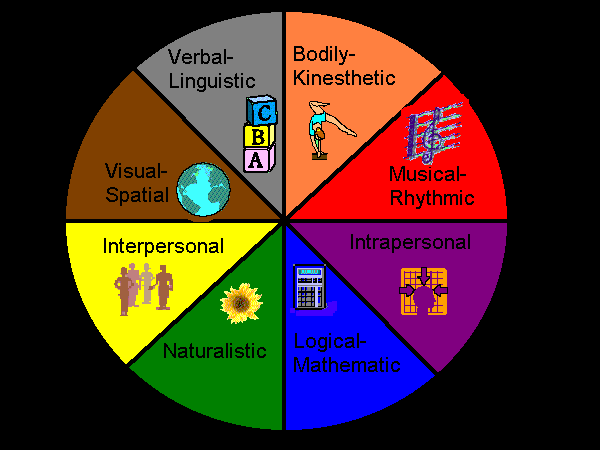 Verbal-
Linguistic
Bodily-
Kinesthetic
C
B
A
Visual-
Spatial
Musical-
Rhythmic
Interpersonal
Intrapersonal
Naturalistic
Logical-
Mathematic